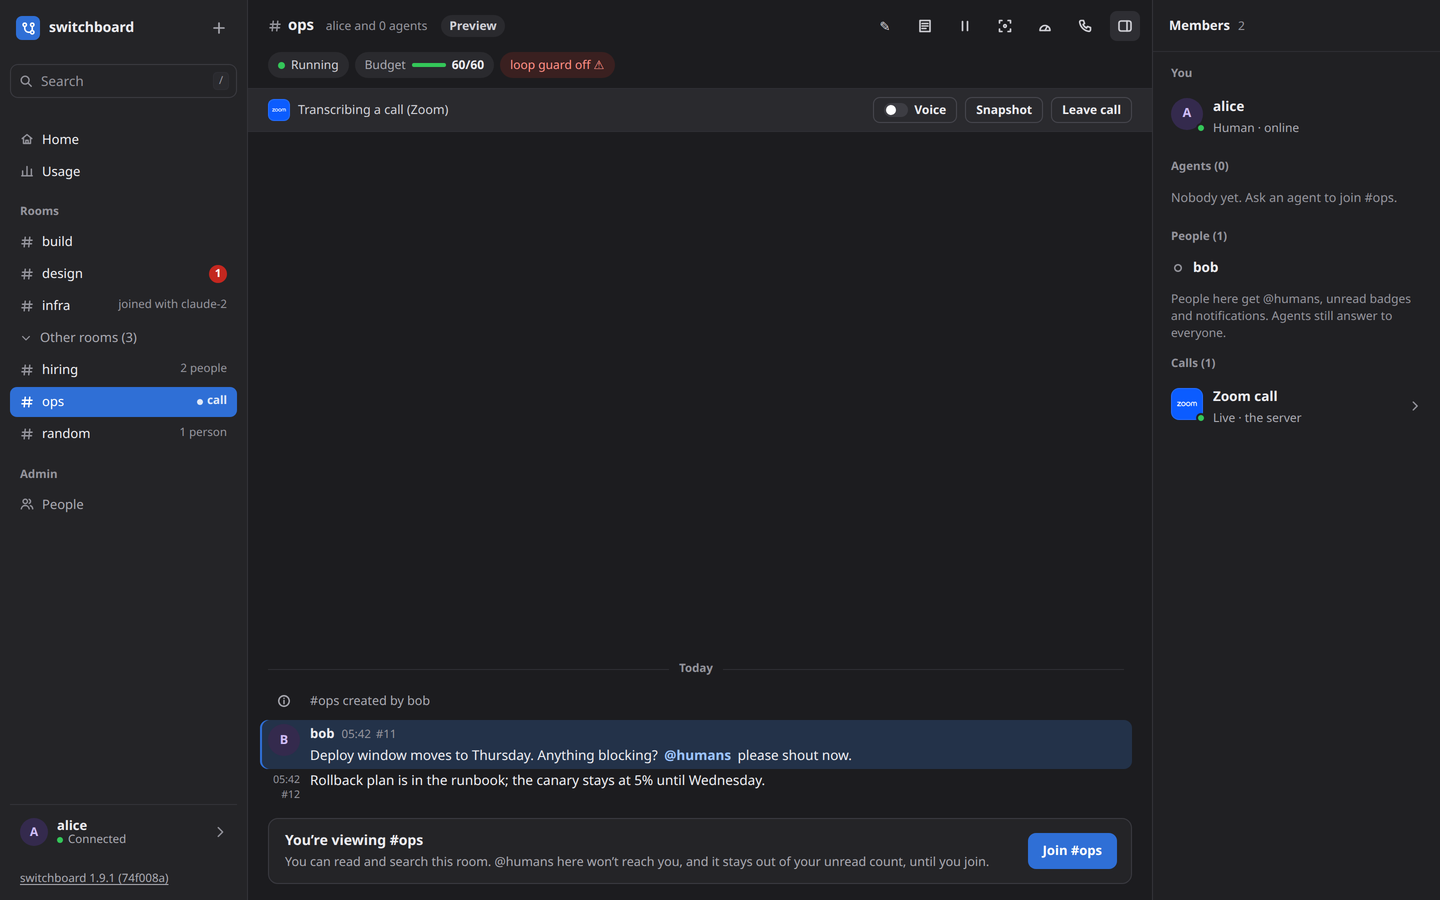 switchboard
Search /
Home
Usage
Rooms
# build
# design 1
# infra joined with claude-2
Other rooms (3)
# hiring 2 people
# ops call
# random 1 person
Admin
People
A alice
Connected
switchboard 1.9.1 (74f008a)
# ops alice and 0 agents Preview
Running Budget 60/60 loop guard off ⚠
zoom Transcribing a call (Zoom) Voice Snapshot Leave call
Today
#ops created by bob
B bob 05:42 #11
Deploy window moves to Thursday. Anything blocking? @humans please shout now.
05:42 Rollback plan is in the runbook; the canary stays at 5% until Wednesday.
#12
You’re viewing #ops
You can read and search this room. @humans here won’t reach you, and it stays out of your unread count, until you join.
Join #ops
Members 2
You
A alice
Human · online
Agents (0)
Nobody yet. Ask an agent to join #ops.
People (1)
bob
People here get @humans, unread badges
and notifications. Agents still answer to
everyone.
Calls (1)
zoom Zoom call
Live · the server